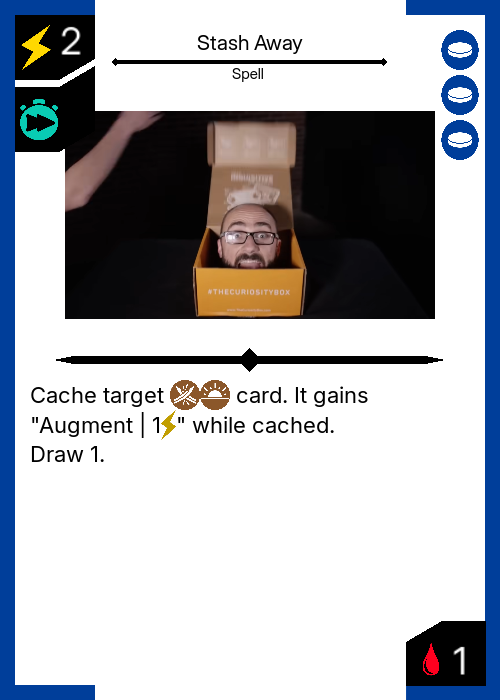 2
Stash Away
Spell
#THECURIOSITYBOX
Cache target card. It gains
"Augment | 1" while cached.
Draw 1.
1